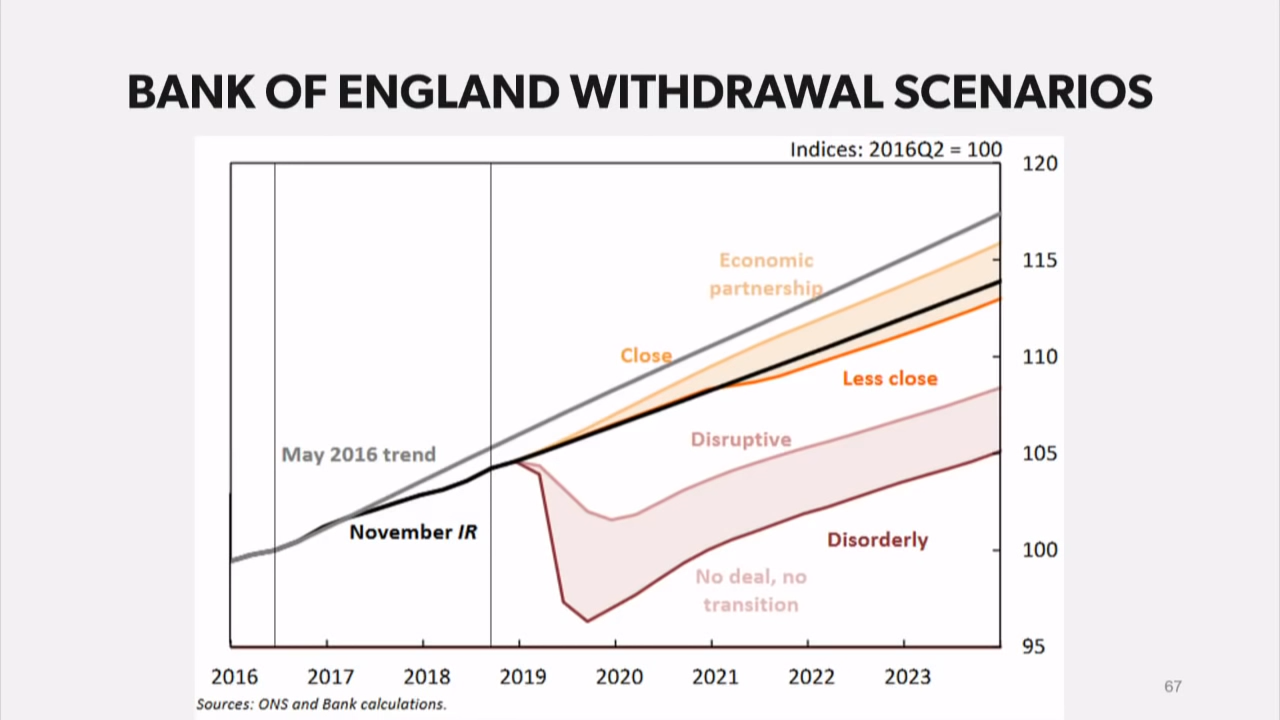 BANK OF ENGLAND WITHDRAWAL SCENARIOS
Indices: 2016Q2 = 100
120
115
110
105
100
95
Economic
partnership
Close
Less close
May 2016 trend
Disruptive
November IR
Disorderly
No deal, no
transition
2016 2017 2018 2019 2020 2021 2022 2023
Sources: ONS and Bank calculations.
67